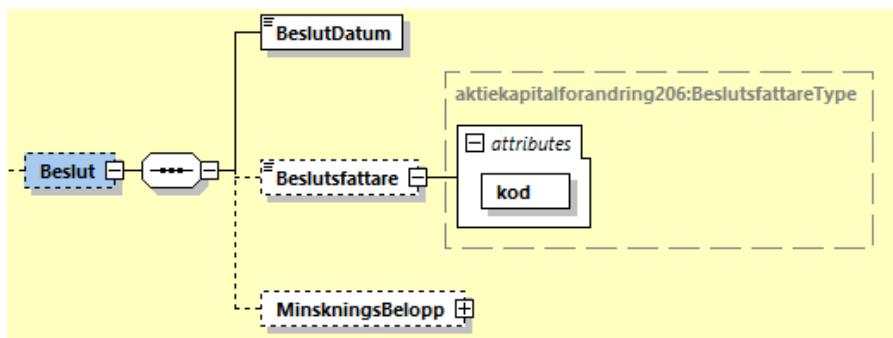 BeslutDatum
aktiekapitalforandring206:BeslutsfattareType
attributes
Beslut
Beslutsfattare
kod
MinskningsBelopp